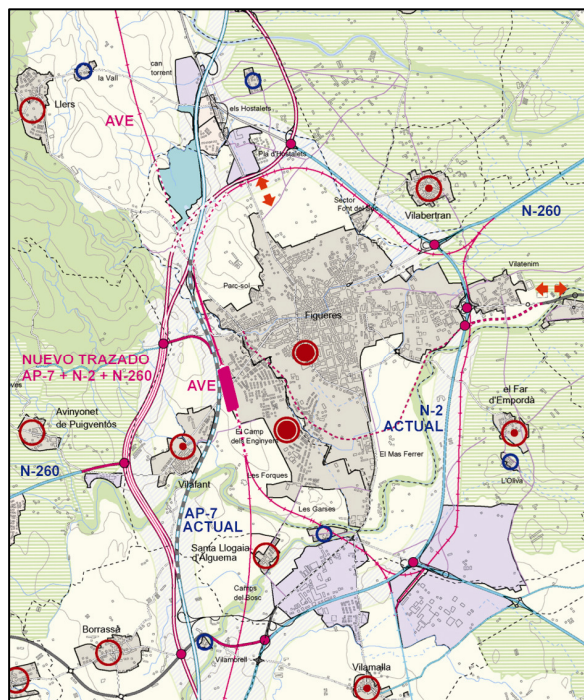 la Vall
can
torrent
Llers
els Hostalets
AVE
Pla d'Hostalets
Sector
Font del Soc
Vilabertran
N-260
Vilatenim
Parc-sol
Figueres
NUEVO TRAZADO
AP-7 + N-2 + N-260
AVE
el Far
d'Empordà
Avinyonet
de Puigventós
N-2
ACTUAL
El Camp
dels Enginyers
El Mas Ferrer
N-260
Vilafant
L'Oliva
Les Forques
AP-7
ACTUAL
Les Garses
Santa Llogaia
d'Àlguema
Camps
del Bosc
Borrassà
Vilamorell
Vilamalla